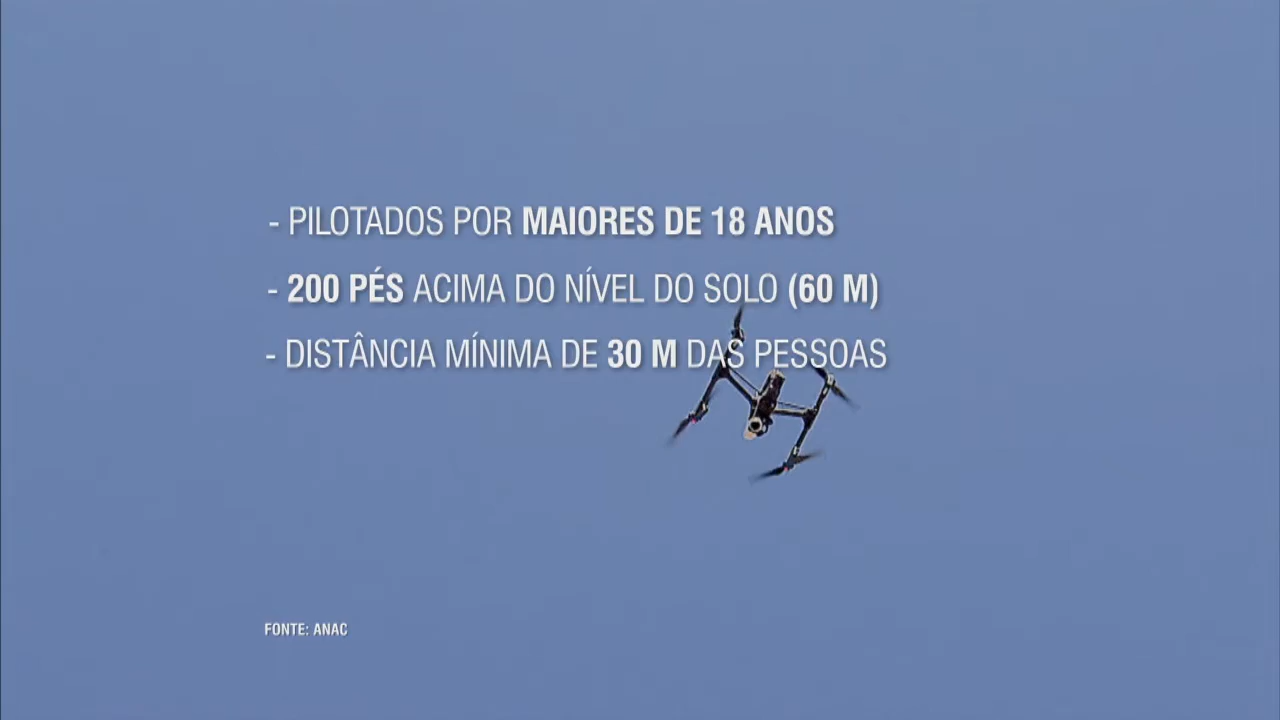 - PILOTADOS POR MAIORES DE 18 ANOS
- 200 PÉS ACIMA DO NÍVEL DO SOLO (60 M)
- DISTÂNCIA MÍNIMA DE 30 M DAS PESSOAS
FONTE: ANAC